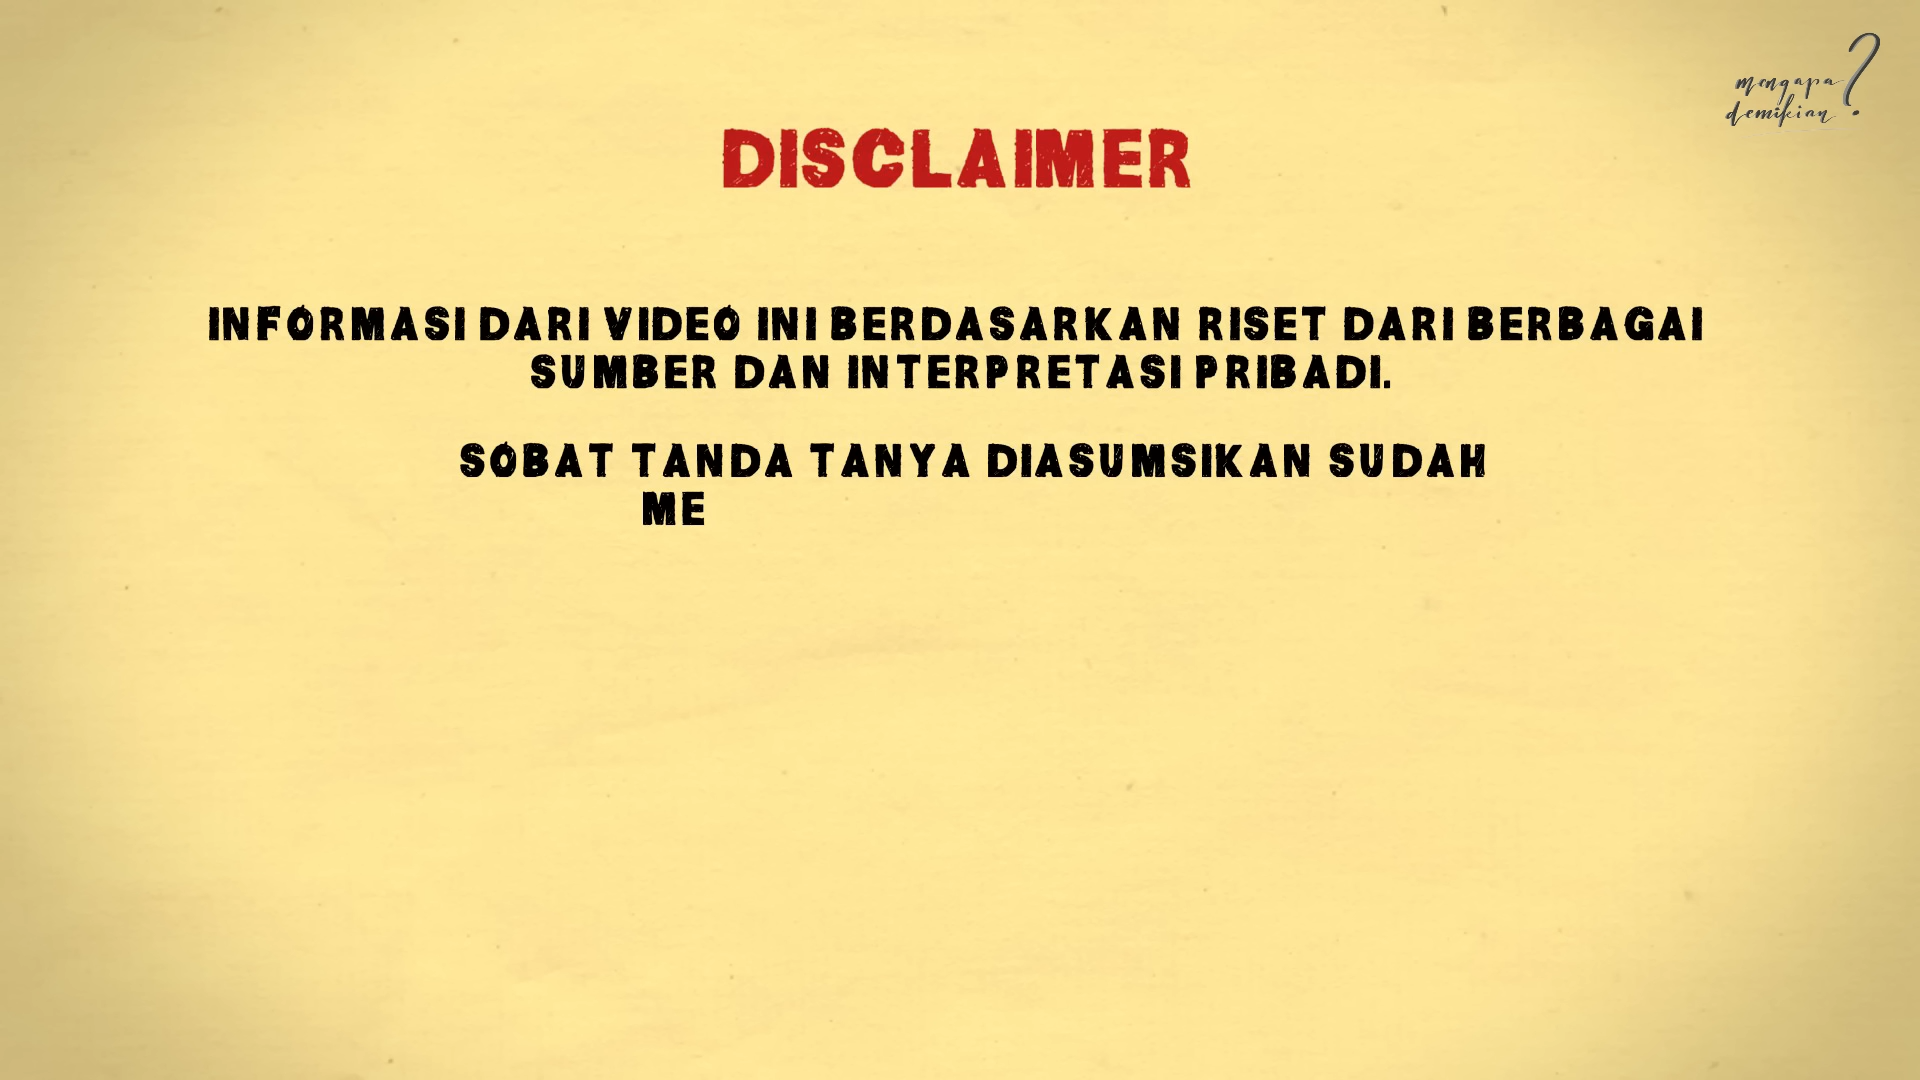 mengapa
demikian?
DISCLAIMER
INFORMASI DARI VIDEO INI BERDASARKAN RISET DARI BERBAGAI
SUMBER DAN INTERPRETASI PRIBADI.
SOBAT TANDA TANYA DIASUMSIKAN SUDAH
ME